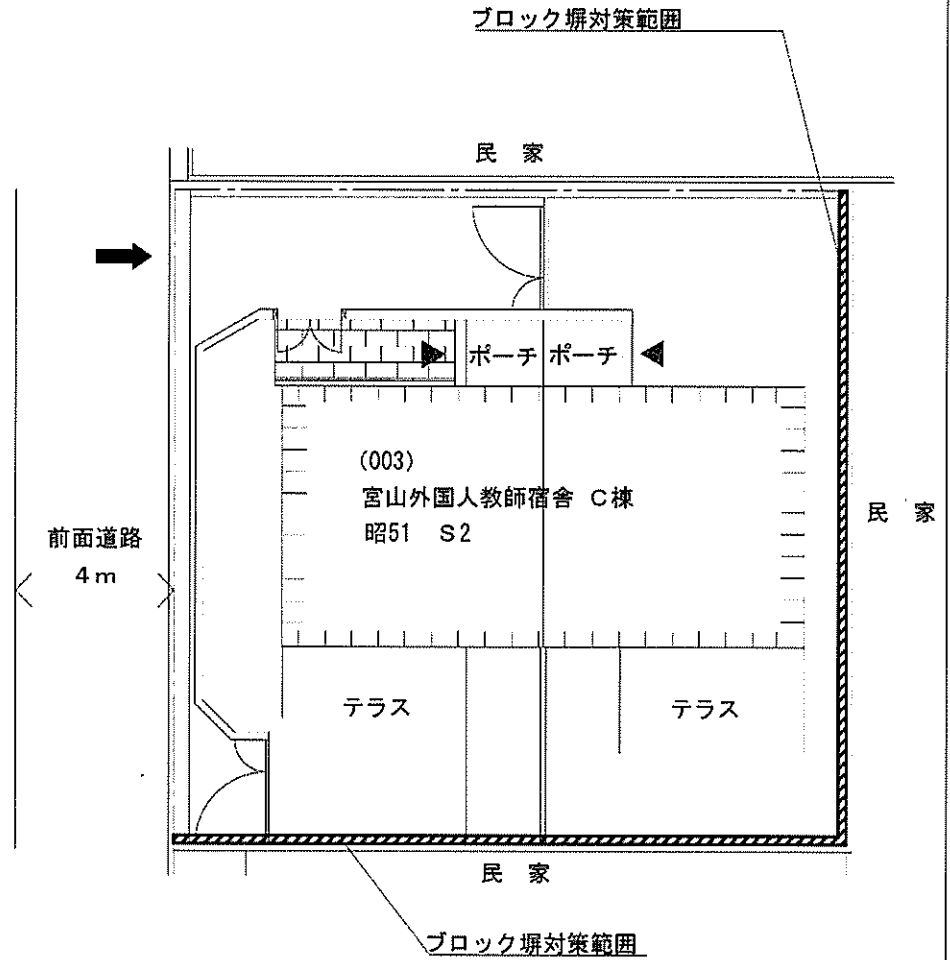 ブロック塀対策範囲
民 家
ポーチ ポーチ
(003)
宮山外国人教師宿舎 C棟
昭51 S2
民 家
前面道路
4m
テラス
テラス
民 家
ブロック塀対策範囲